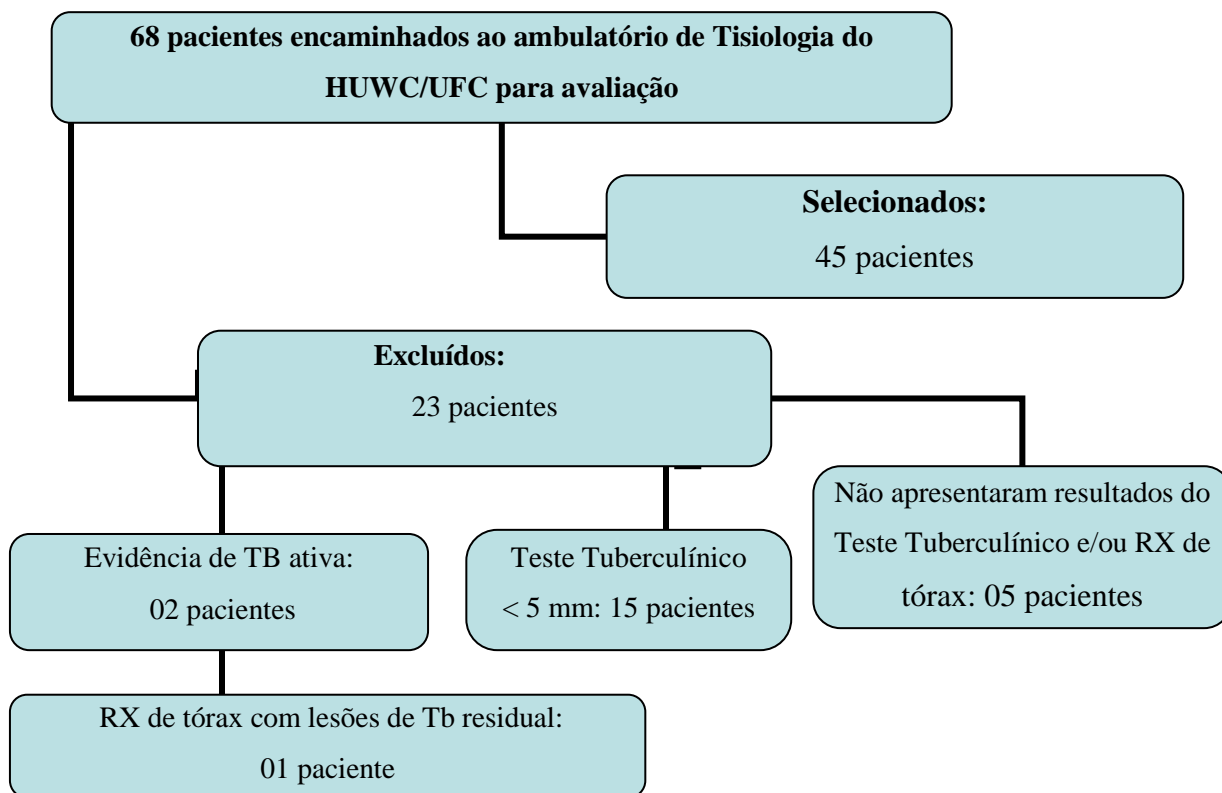 68 pacientes encaminhados ao ambulatório de Tisiologia do
HUWC/UFC para avaliação
Selecionados:
45 pacientes
Excluídos:
23 pacientes
Evidência de TB ativa:
02 pacientes
Teste Tuberculínico
< 5 mm: 15 pacientes
Não apresentaram resultados do
Teste Tuberculínico e/ou RX de
tórax: 05 pacientes
RX de tórax com lesões de Tb residual:
01 paciente